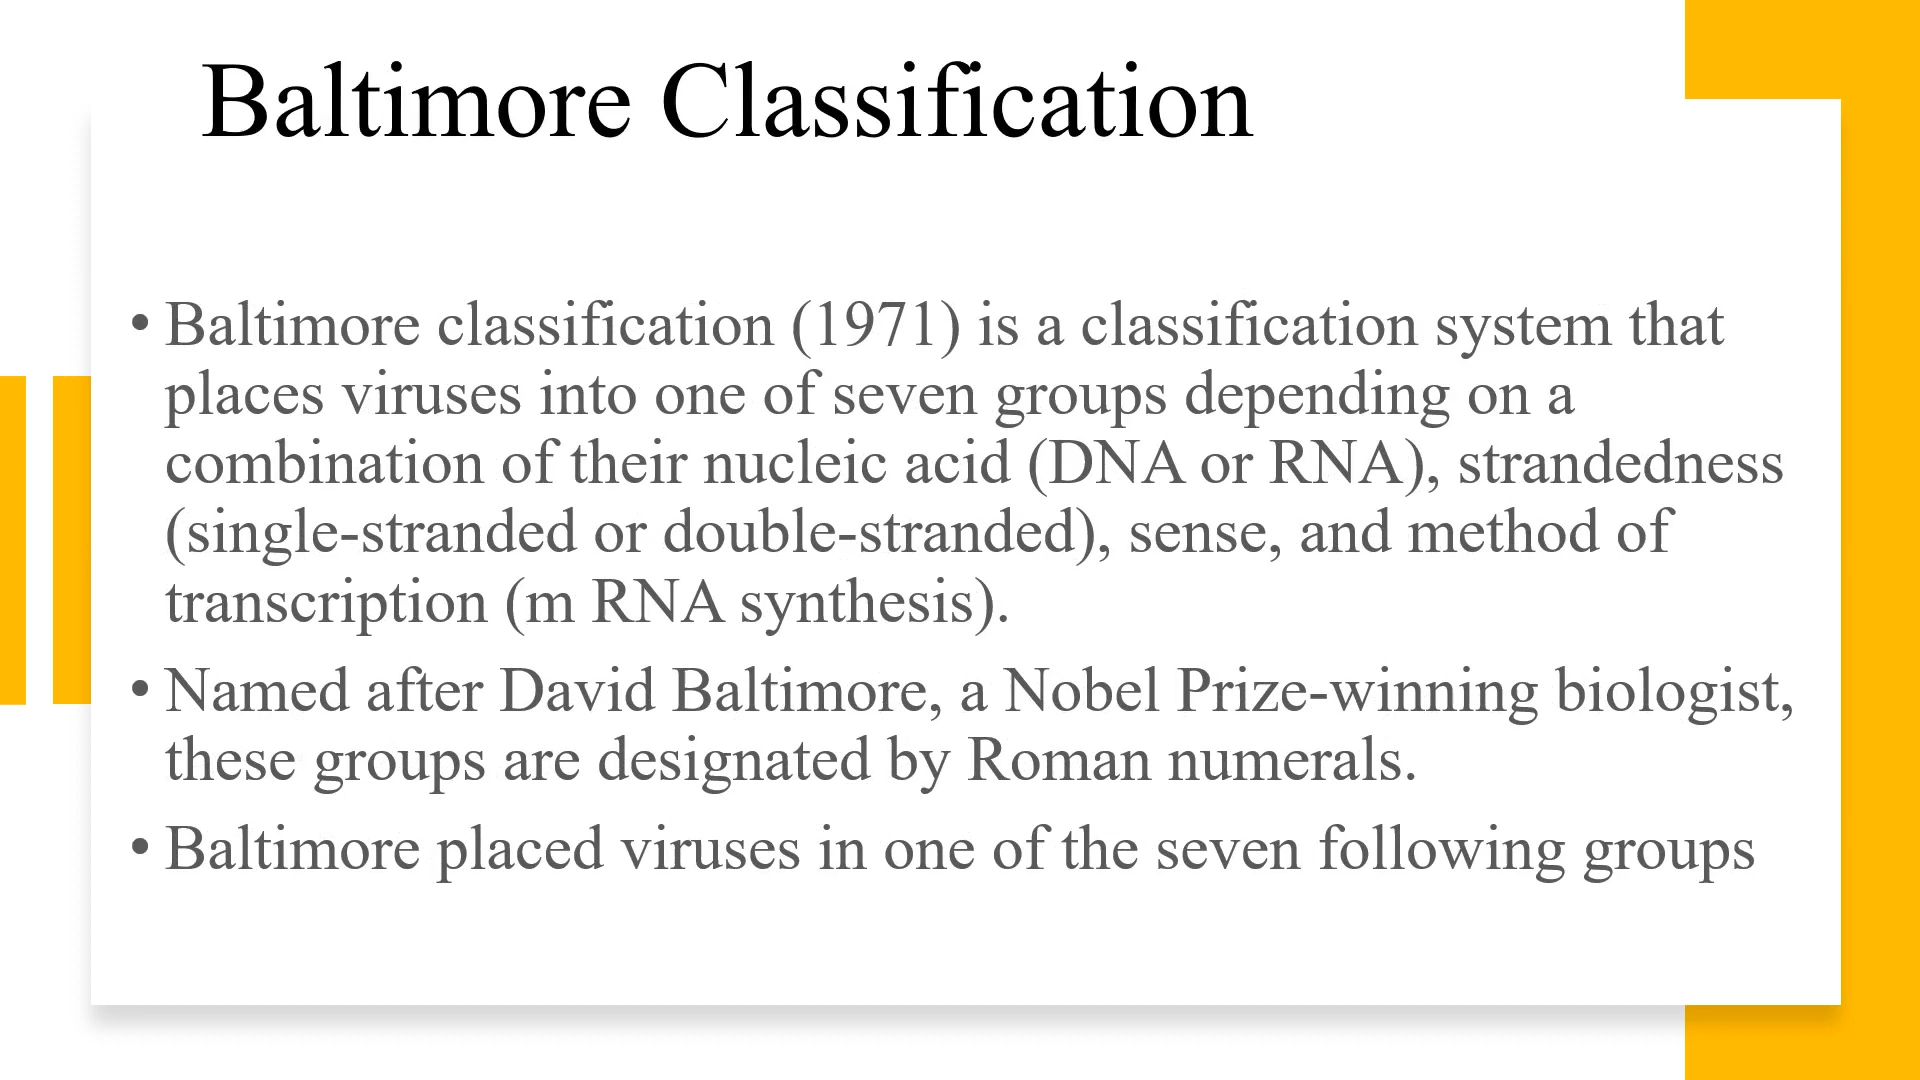 Baltimore Classification
• Baltimore classification (1971) is a classification system that
places viruses into one of seven groups depending on a
combination of their nucleic acid (DNA or RNA), strandedness
(single-stranded or double-stranded), sense, and method of
transcription (m RNA synthesis).
• Named after David Baltimore, a Nobel Prize-winning biologist,
these groups are designated by Roman numerals.
• Baltimore placed viruses in one of the seven following groups